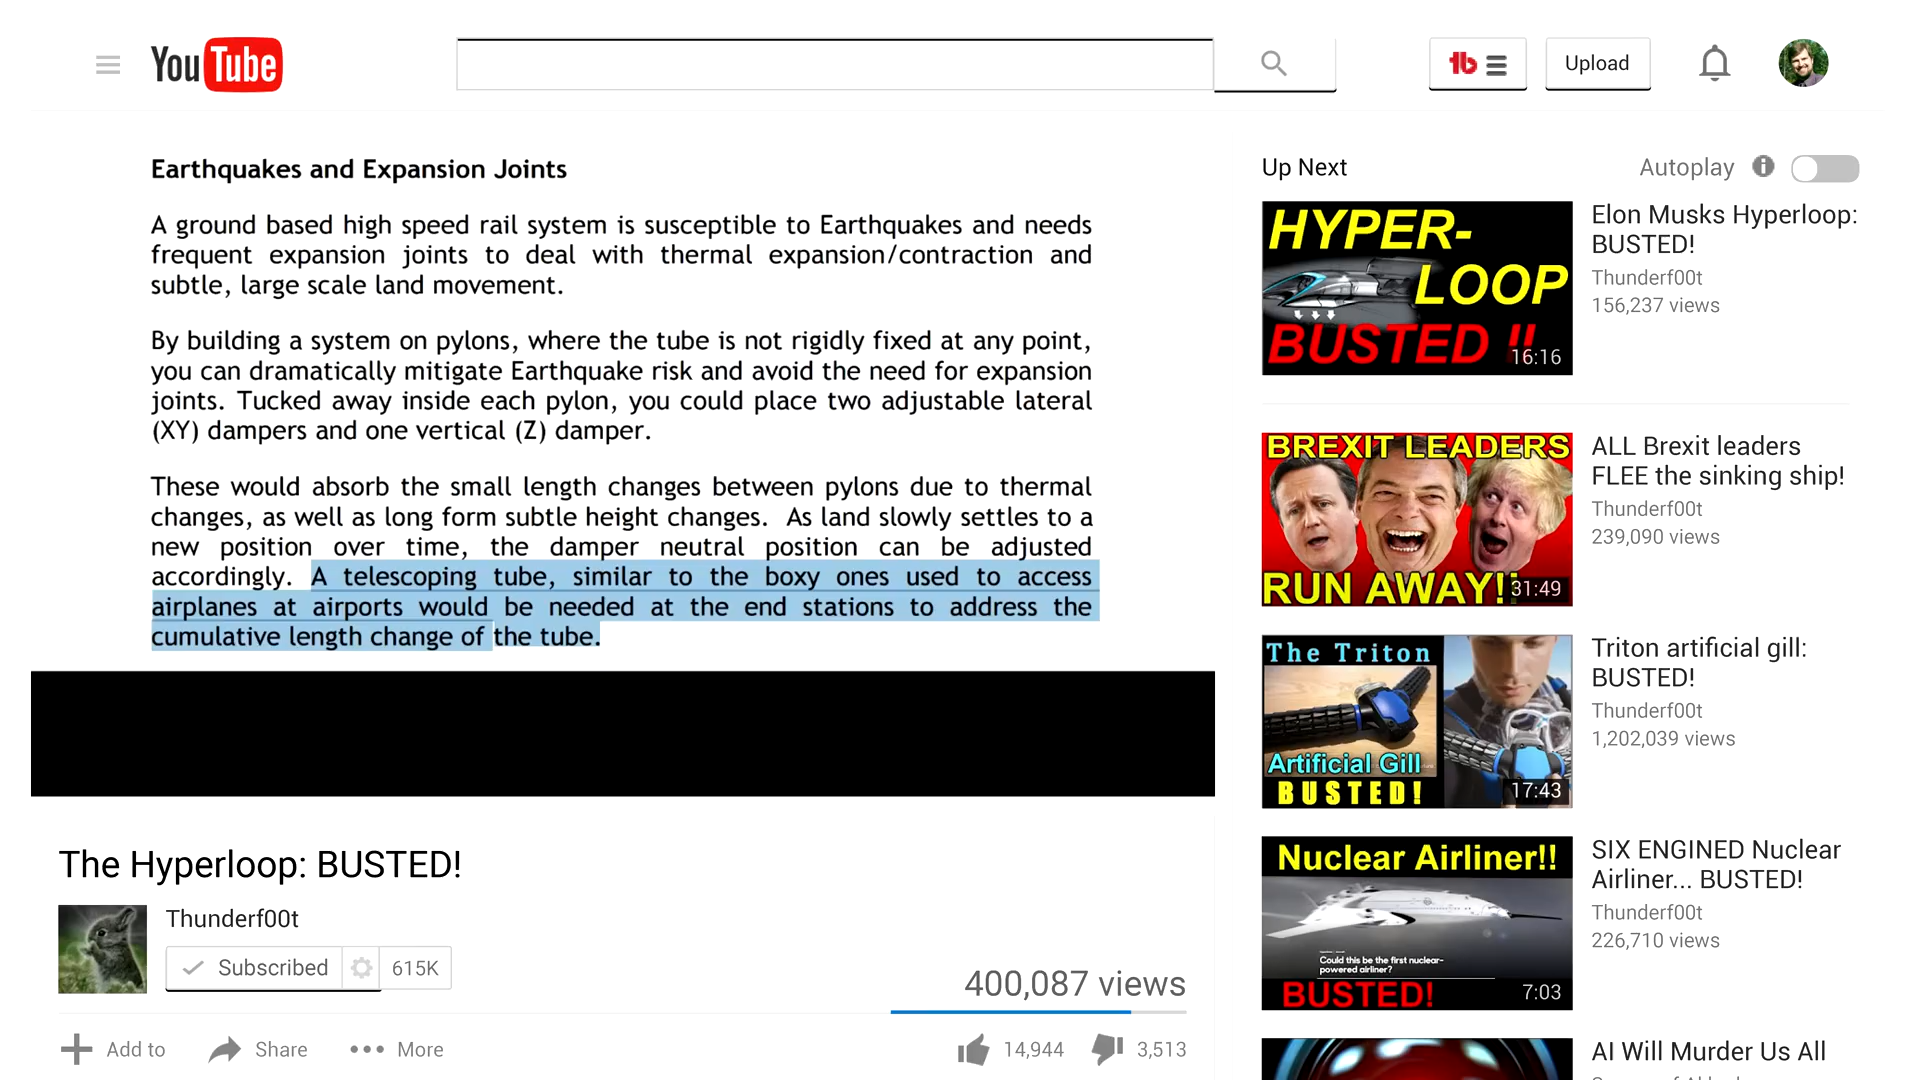 YouTube
Upload
Earthquakes and Expansion Joints
A ground based high speed rail system is susceptible to Earthquakes and needs
frequent expansion joints to deal with thermal expansion/contraction and
subtle, large scale land movement.
By building a system on pylons, where the tube is not rigidly fixed at any point,
you can dramatically mitigate Earthquake risk and avoid the need for expansion
joints. Tucked away inside each pylon, you could place two adjustable lateral
(XY) dampers and one vertical (Z) damper.
These would absorb the small length changes between pylons due to thermal
changes, as well as long form subtle height changes. As land slowly settles to a
new position over time, the damper neutral position can be adjusted
accordingly. A telescoping tube, similar to the boxy ones used to access
airplanes at airports would be needed at the end stations to address the
cumulative length change of the tube.
The Hyperloop: BUSTED!
Thunderf00t
Subscribed 615K
400,087 views
Add to Share More 14,944 3,513
Up Next Autoplay
HYPER-
LOOP
BUSTED !!
16:16
Elon Musks Hyperloop:
BUSTED!
Thunderf00t
156,237 views
BREXIT LEADERS
RUN AWAY!!
31:49
ALL Brexit leaders
FLEE the sinking ship!
Thunderf00t
239,090 views
The Triton
Artificial Gill
BUSTED!
17:43
Triton artificial gill:
BUSTED!
Thunderf00t
1,202,039 views
Nuclear Airliner!!
Could this be the first nuclear-
powered airliner?
BUSTED!
7:03
SIX ENGINED Nuclear
Airliner... BUSTED!
Thunderf00t
226,710 views
AI Will Murder Us All